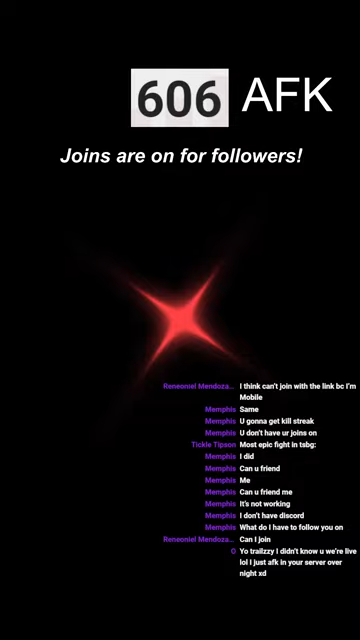 606 AFK
Joins are on for followers!
Reneoniel Mendoza... I think can't join with the link bc I'm
Mobile
Memphis Same
Memphis U gonna get kill streak
Memphis U don't have ur joins on
Tickle Tipson Most epic fight in tsbg:
Memphis I did
Memphis Can u friend
Memphis Me
Memphis Can u friend me
Memphis It's not working
Memphis I don't have discord
Memphis What do I have to follow you on
Reneoniel Mendoza... Can I join
O Yo trailzzy I didn't know u we're live
lol I just afk in your server over
night xd